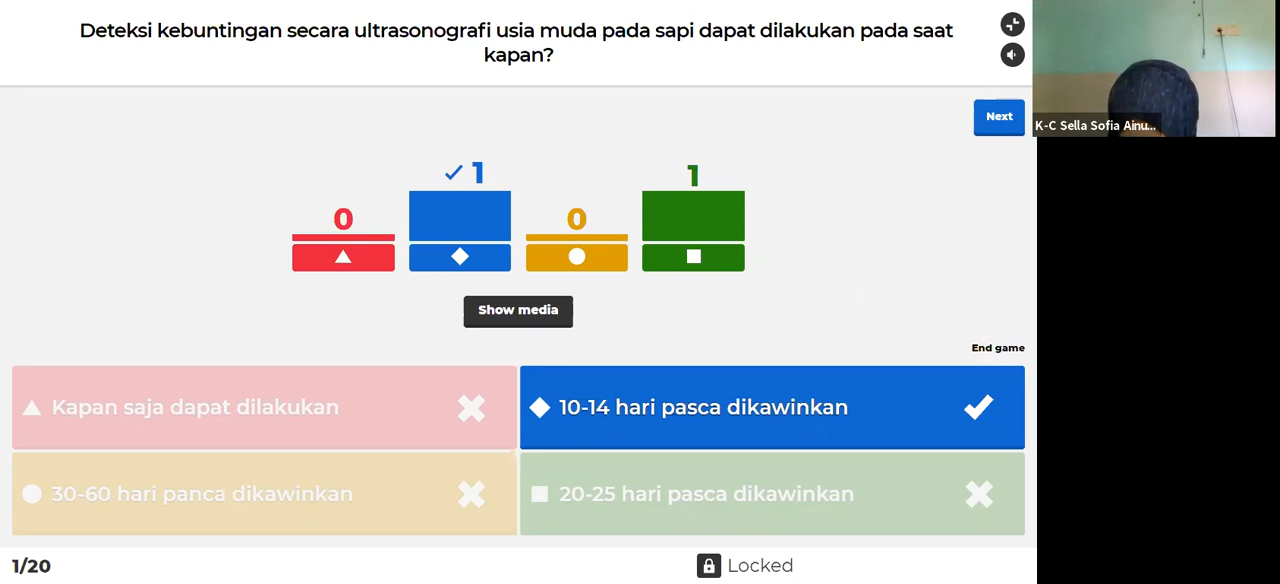 Deteksi kebuntingan secara ultrasonografi usia muda pada sapi dapat dilakukan pada saat
kapan?
Next
K-C Sella Sofia Ainu...
0
1
0
1
Show media
End game
Kapan saja dapat dilakukan
10-14 hari pasca dikawinkan
30-60 hari panca dikawinkan
20-25 hari pasca dikawinkan
1/20
Locked